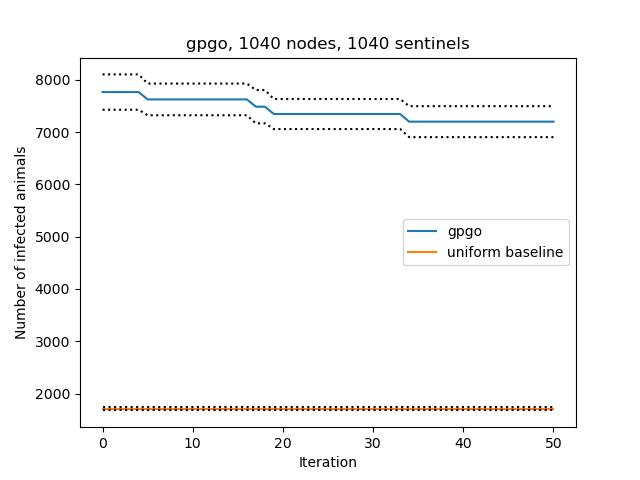 gpgo, 1040 nodes, 1040 sentinels
8000
7000
6000
5000
4000
3000
2000
Number of infected animals
gpgo
uniform baseline
0 10 20 30 40 50
Iteration